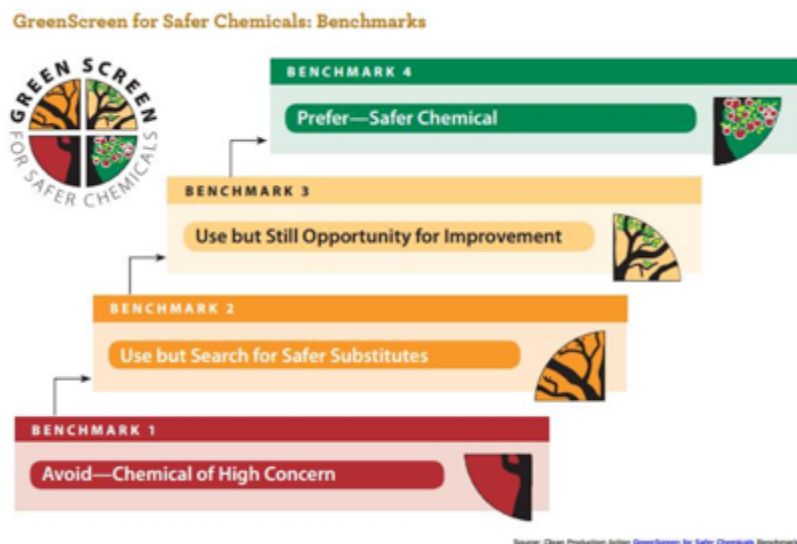 GreenScreen for Safer Chemicals: Benchmarks
GREEN SCREEN
FOR SAFER CHEMICALS
BENCHMARK 4
Prefer—Safer Chemical
BENCHMARK 3
Use but Still Opportunity for Improvement
BENCHMARK 2
Use but Search for Safer Substitutes
BENCHMARK 1
Avoid—Chemical of High Concern
Source: Clean Production Action GreenScreen for Safer Chemicals Benchmarks